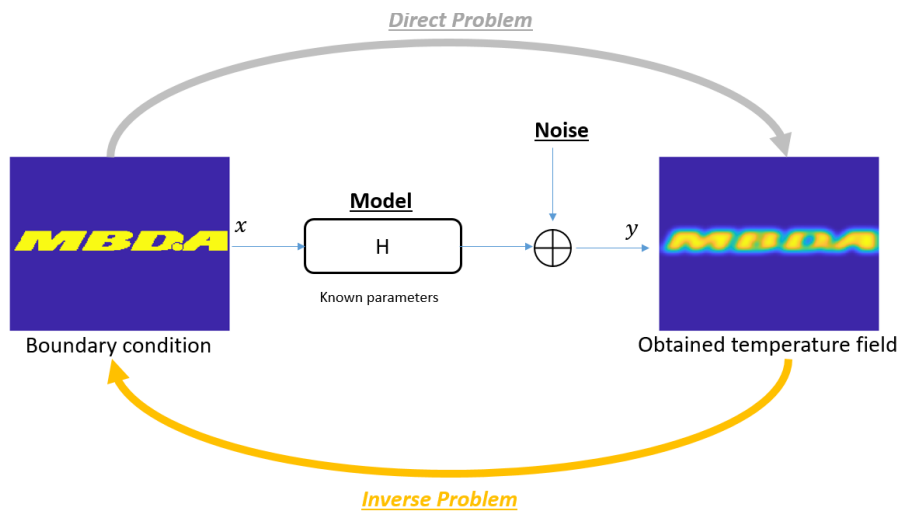 Direct Problem
Noise
Model
MBDA
x
H
y
MBDA
Known parameters
Boundary condition
Obtained temperature field
Inverse Problem